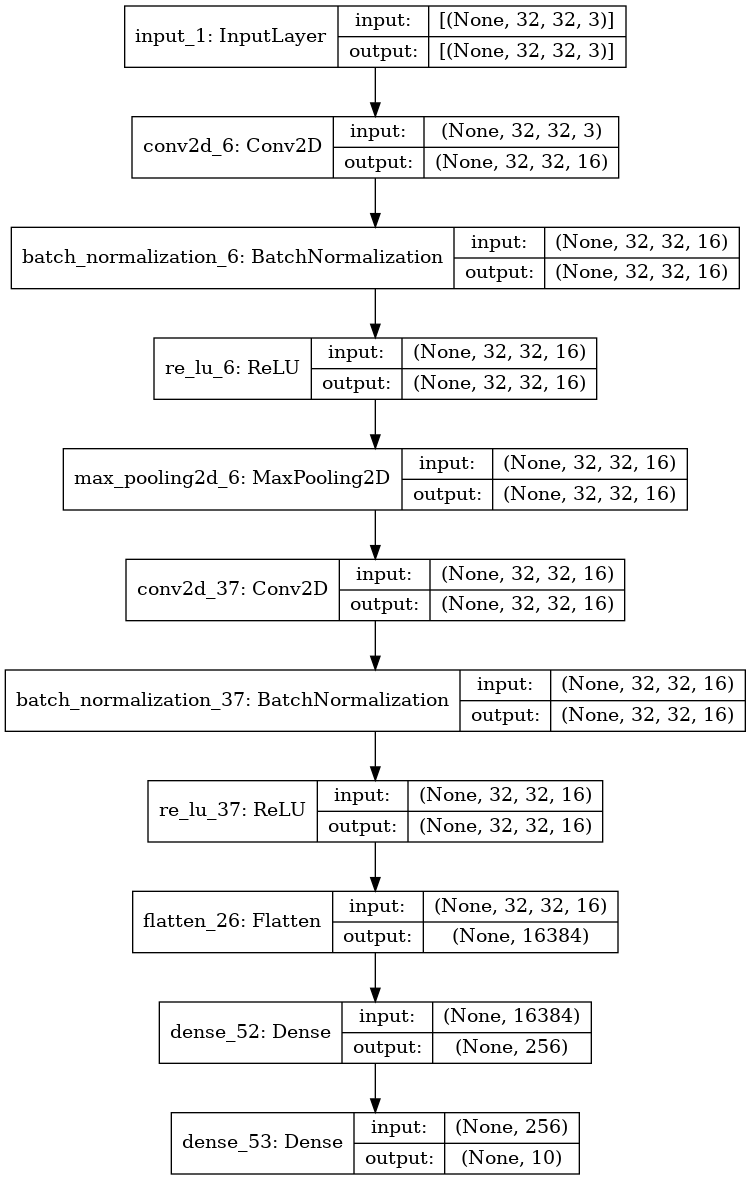 input_1: InputLayer
input: [(None, 32, 32, 3)]
output: [(None, 32, 32, 3)]
conv2d_6: Conv2D
input: (None, 32, 32, 3)
output: (None, 32, 32, 16)
batch_normalization_6: BatchNormalization
input: (None, 32, 32, 16)
output: (None, 32, 32, 16)
re_lu_6: ReLU
input: (None, 32, 32, 16)
output: (None, 32, 32, 16)
max_pooling2d_6: MaxPooling2D
input: (None, 32, 32, 16)
output: (None, 32, 32, 16)
conv2d_37: Conv2D
input: (None, 32, 32, 16)
output: (None, 32, 32, 16)
batch_normalization_37: BatchNormalization
input: (None, 32, 32, 16)
output: (None, 32, 32, 16)
re_lu_37: ReLU
input: (None, 32, 32, 16)
output: (None, 32, 32, 16)
flatten_26: Flatten
input: (None, 32, 32, 16)
output: (None, 16384)
dense_52: Dense
input: (None, 16384)
output: (None, 256)
dense_53: Dense
input: (None, 256)
output: (None, 10)